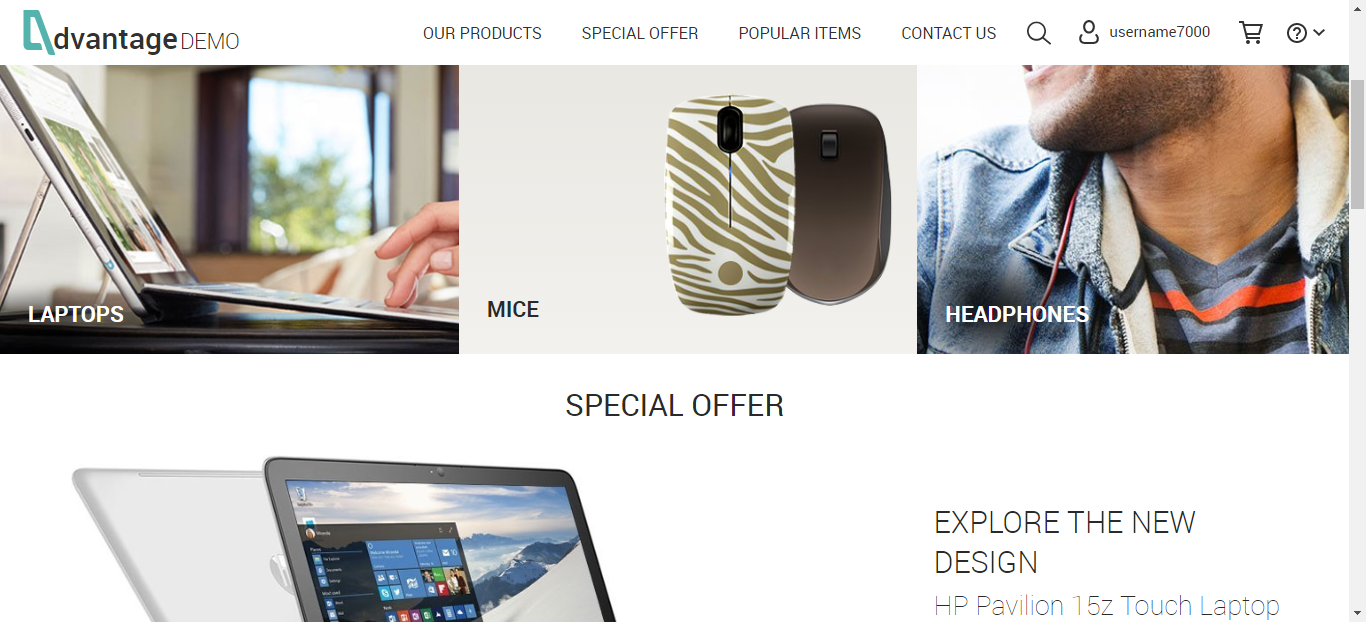 dvantage DEMO
OUR PRODUCTS SPECIAL OFFER POPULAR ITEMS CONTACT US username7000
LAPTOPS
MICE
HEADPHONES
SPECIAL OFFER
EXPLORE THE NEW
DESIGN
HP Pavilion 15z Touch Laptop